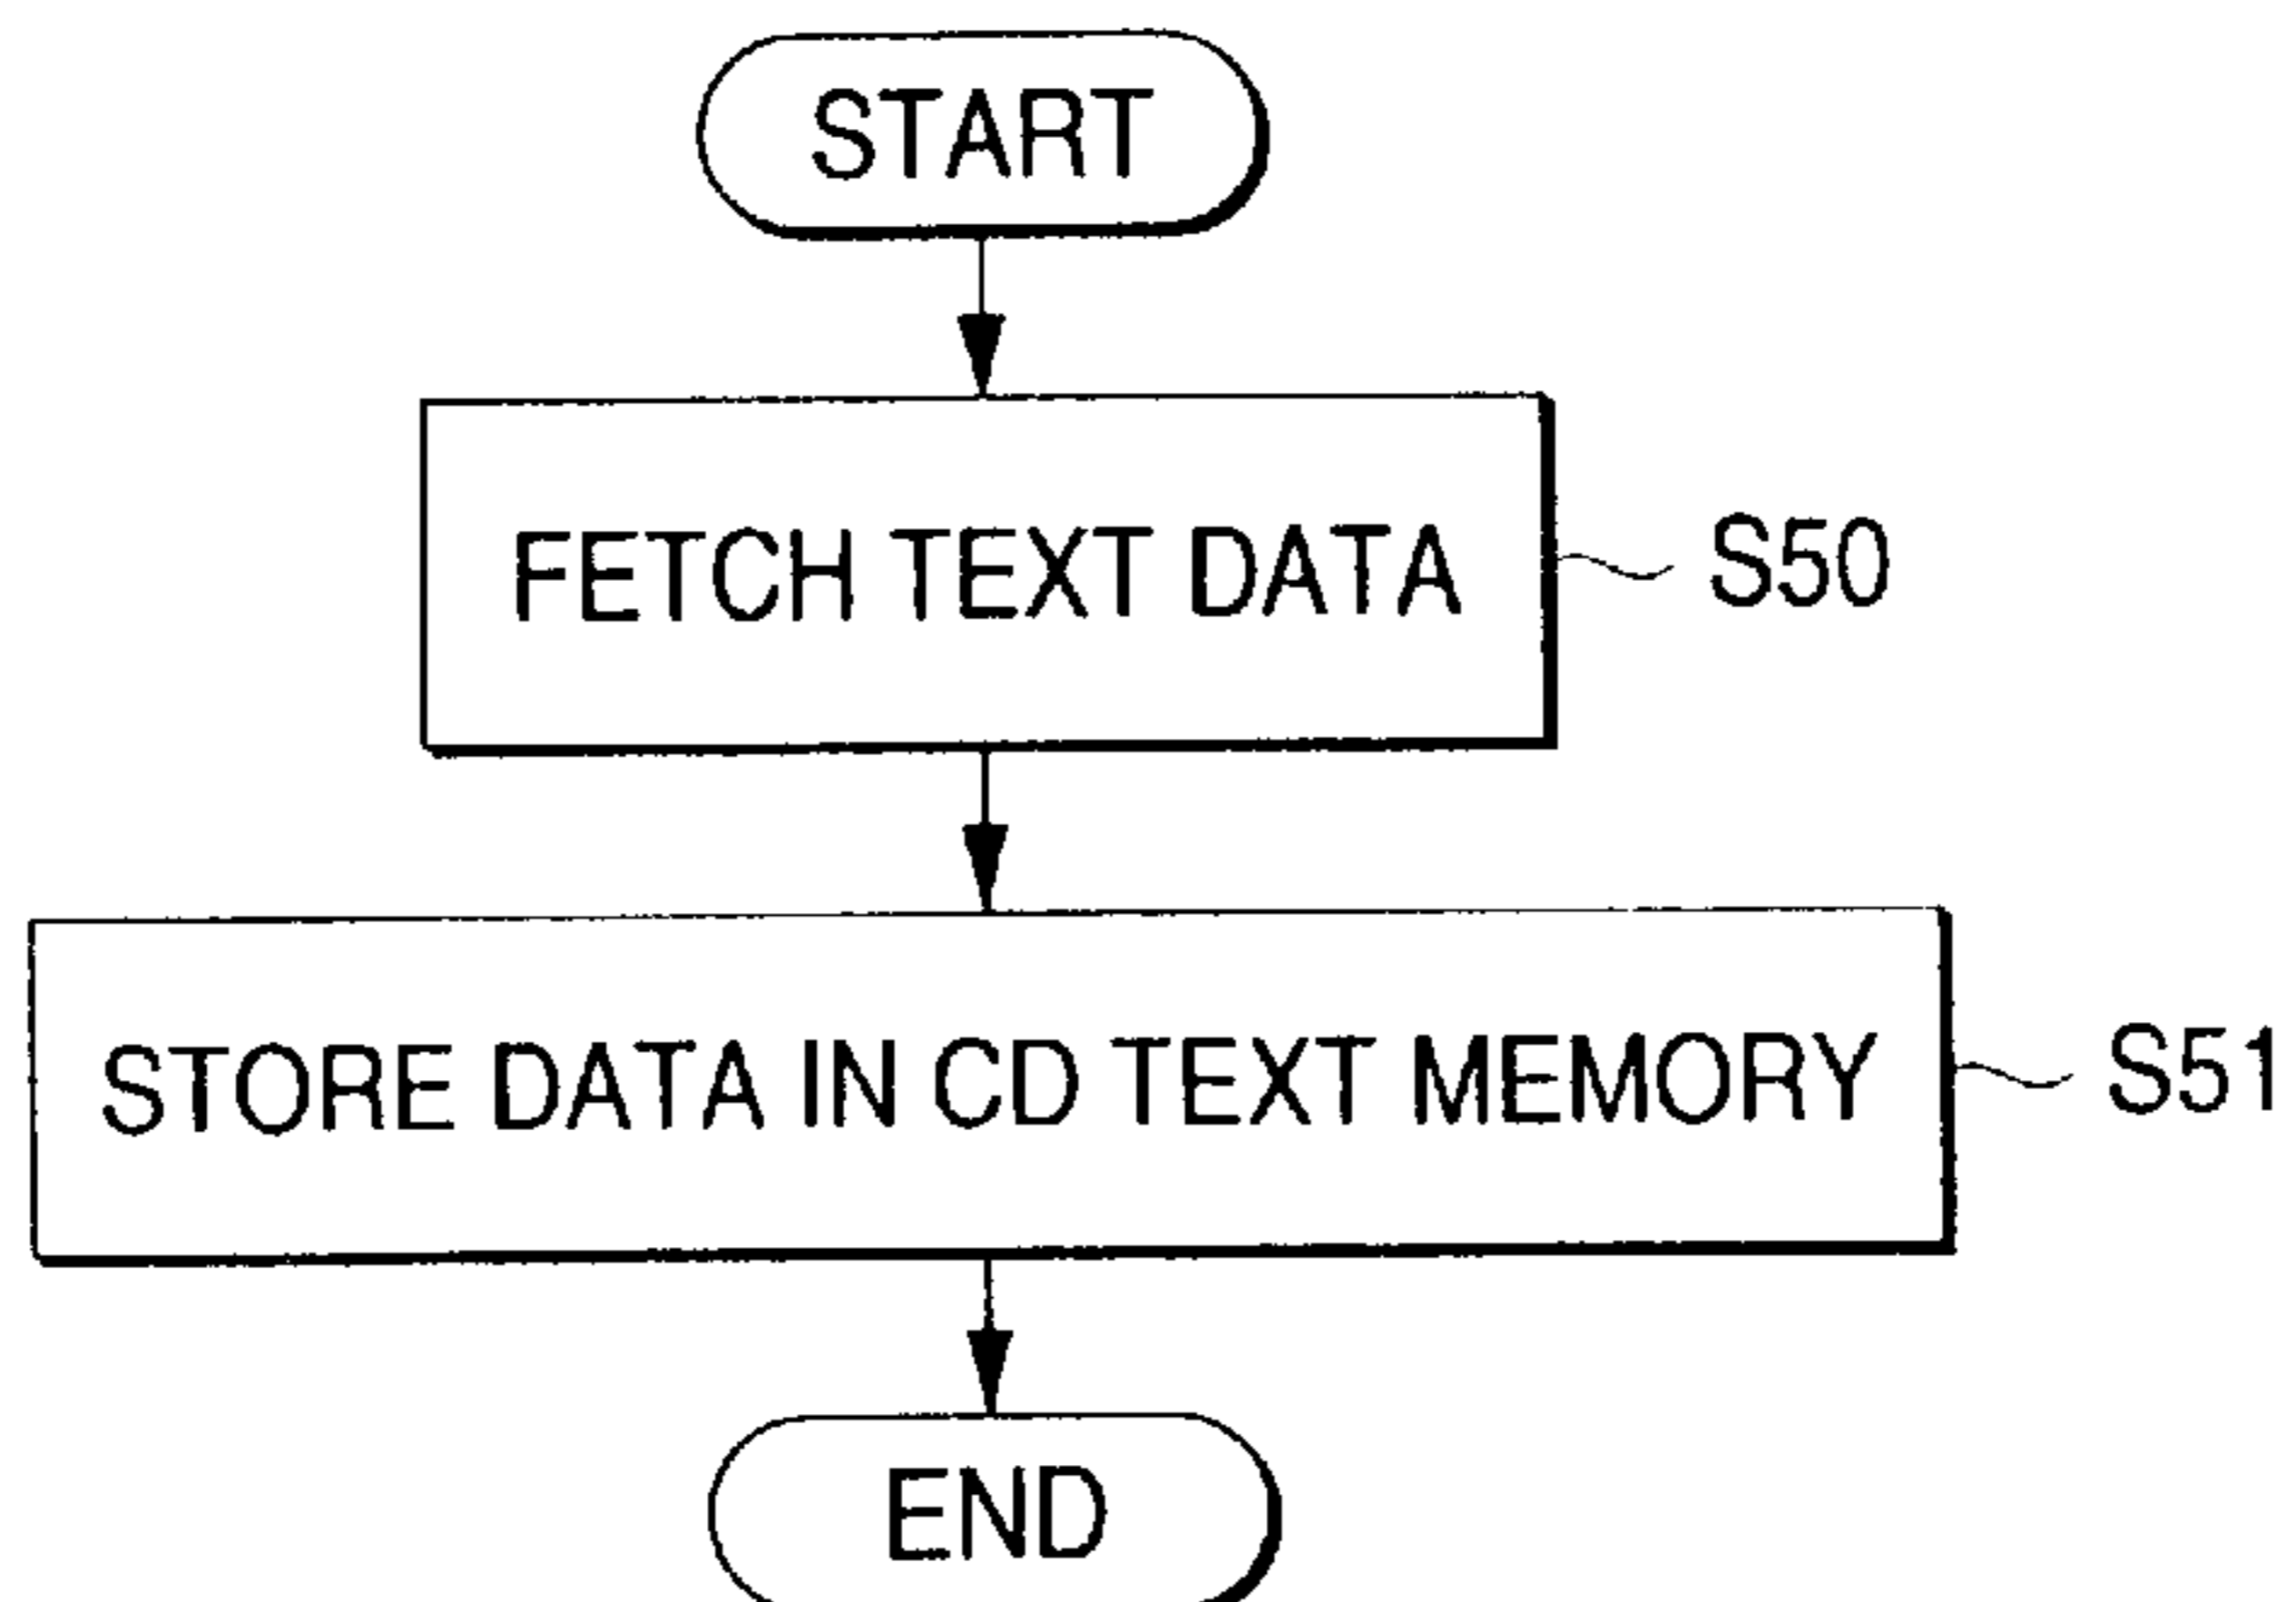 START
FETCH TEXT DATA S50
STORE DATA IN CD TEXT MEMORY S51
END